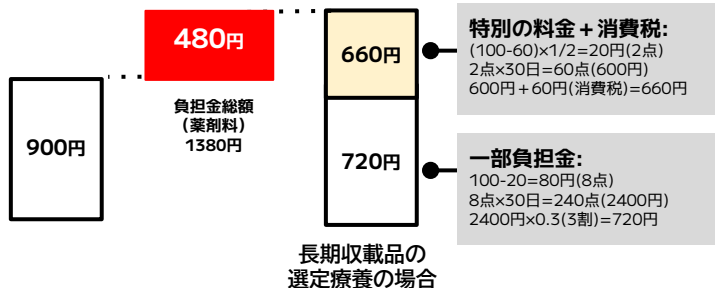 900円
480円
負担金総額
（薬剤料）
1380円
660円
720円
長期収載品の
選定療養の場合
特別の料金＋消費税:
(100-60)×1/2=20円(2点)
2点×30日=60点(600円)
600円＋60円(消費税)=660円
一部負担金:
100-20=80円(8点)
8点×30日=240点(2400円)
2400円×0.3(3割)=720円